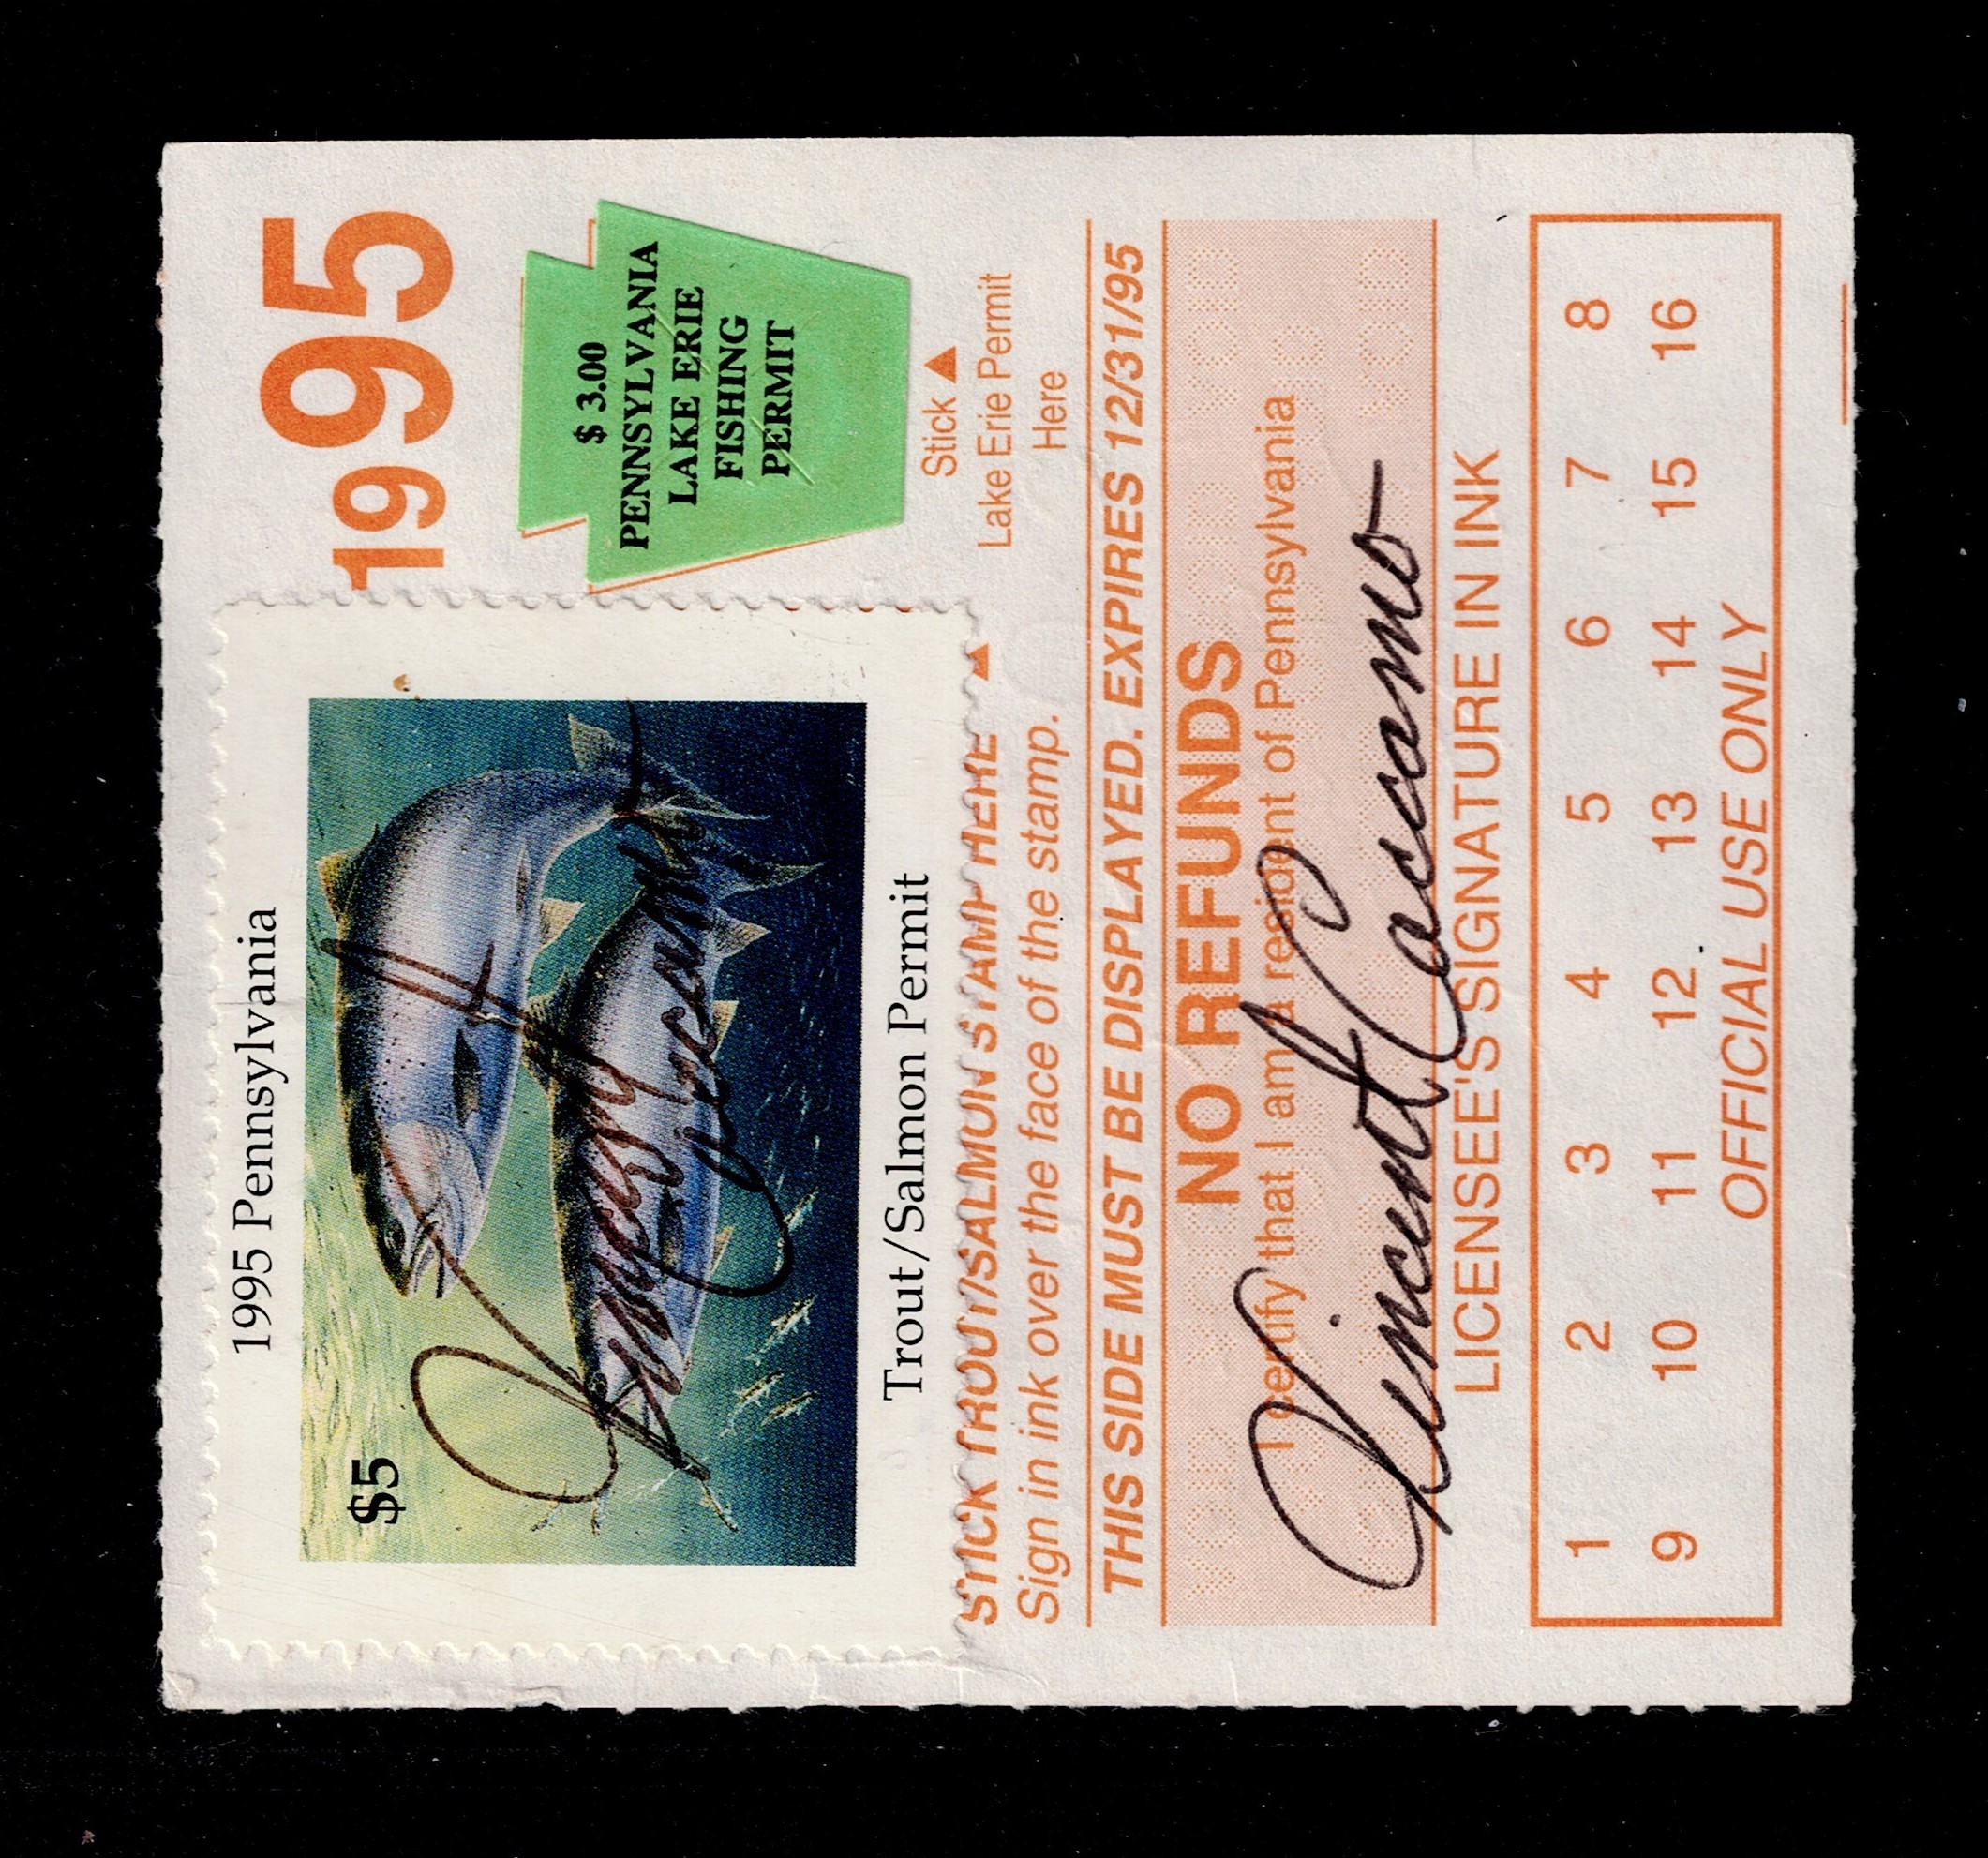 1995 Pennsylvania
$5
Trout/Salmon Permit
1995
$ 3.00
PENNSYLVANIA
LAKE ERIE
FISHING
PERMIT
Stick ▲
Lake Erie Permit
Here
STICK TROUT/SALMON STAMP HERE ▲
Sign in ink over the face of the stamp.
THIS SIDE MUST BE DISPLAYED. EXPIRES 12/31/95
NO REFUNDS
I certify that I am a resident of Pennsylvania
Vincent Caccamo
LICENSEE'S SIGNATURE IN INK
1 2 3 4 5 6 7 8
9 10 11 12 13 14 15 16
OFFICIAL USE ONLY